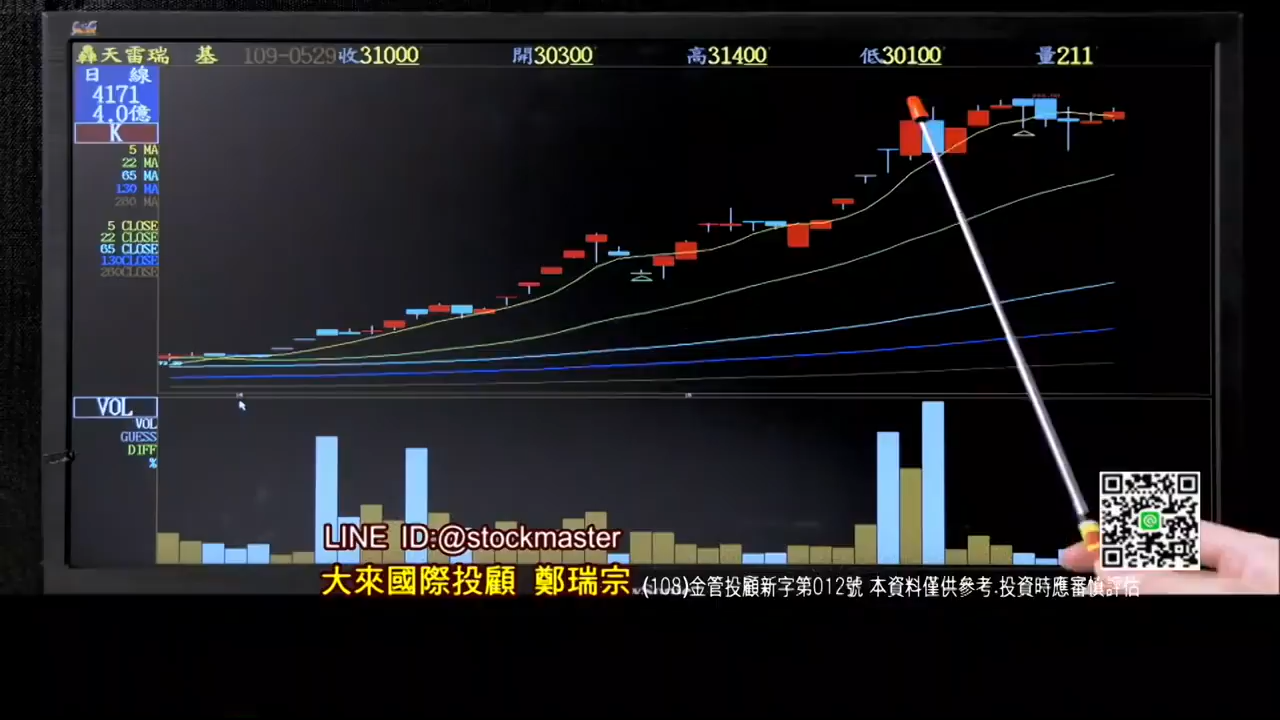 天雷瑞 基 109-0529 收31000 開30300 高31400 低30100 量211
日 線
4171
4.0億
K
5 MA
22 MA
65 MA
130 MA
260 MA
5 CLOSE
22 CLOSE
65 CLOSE
130CLOSE
260CLOSE
VOL
VOL
GUESS
DIFF
%
LINE ID:@stockmaster
大來國際投顧 鄭瑞宗
(108)金管投顧新字第012號 本資料僅供參考.投資時應審慎評估